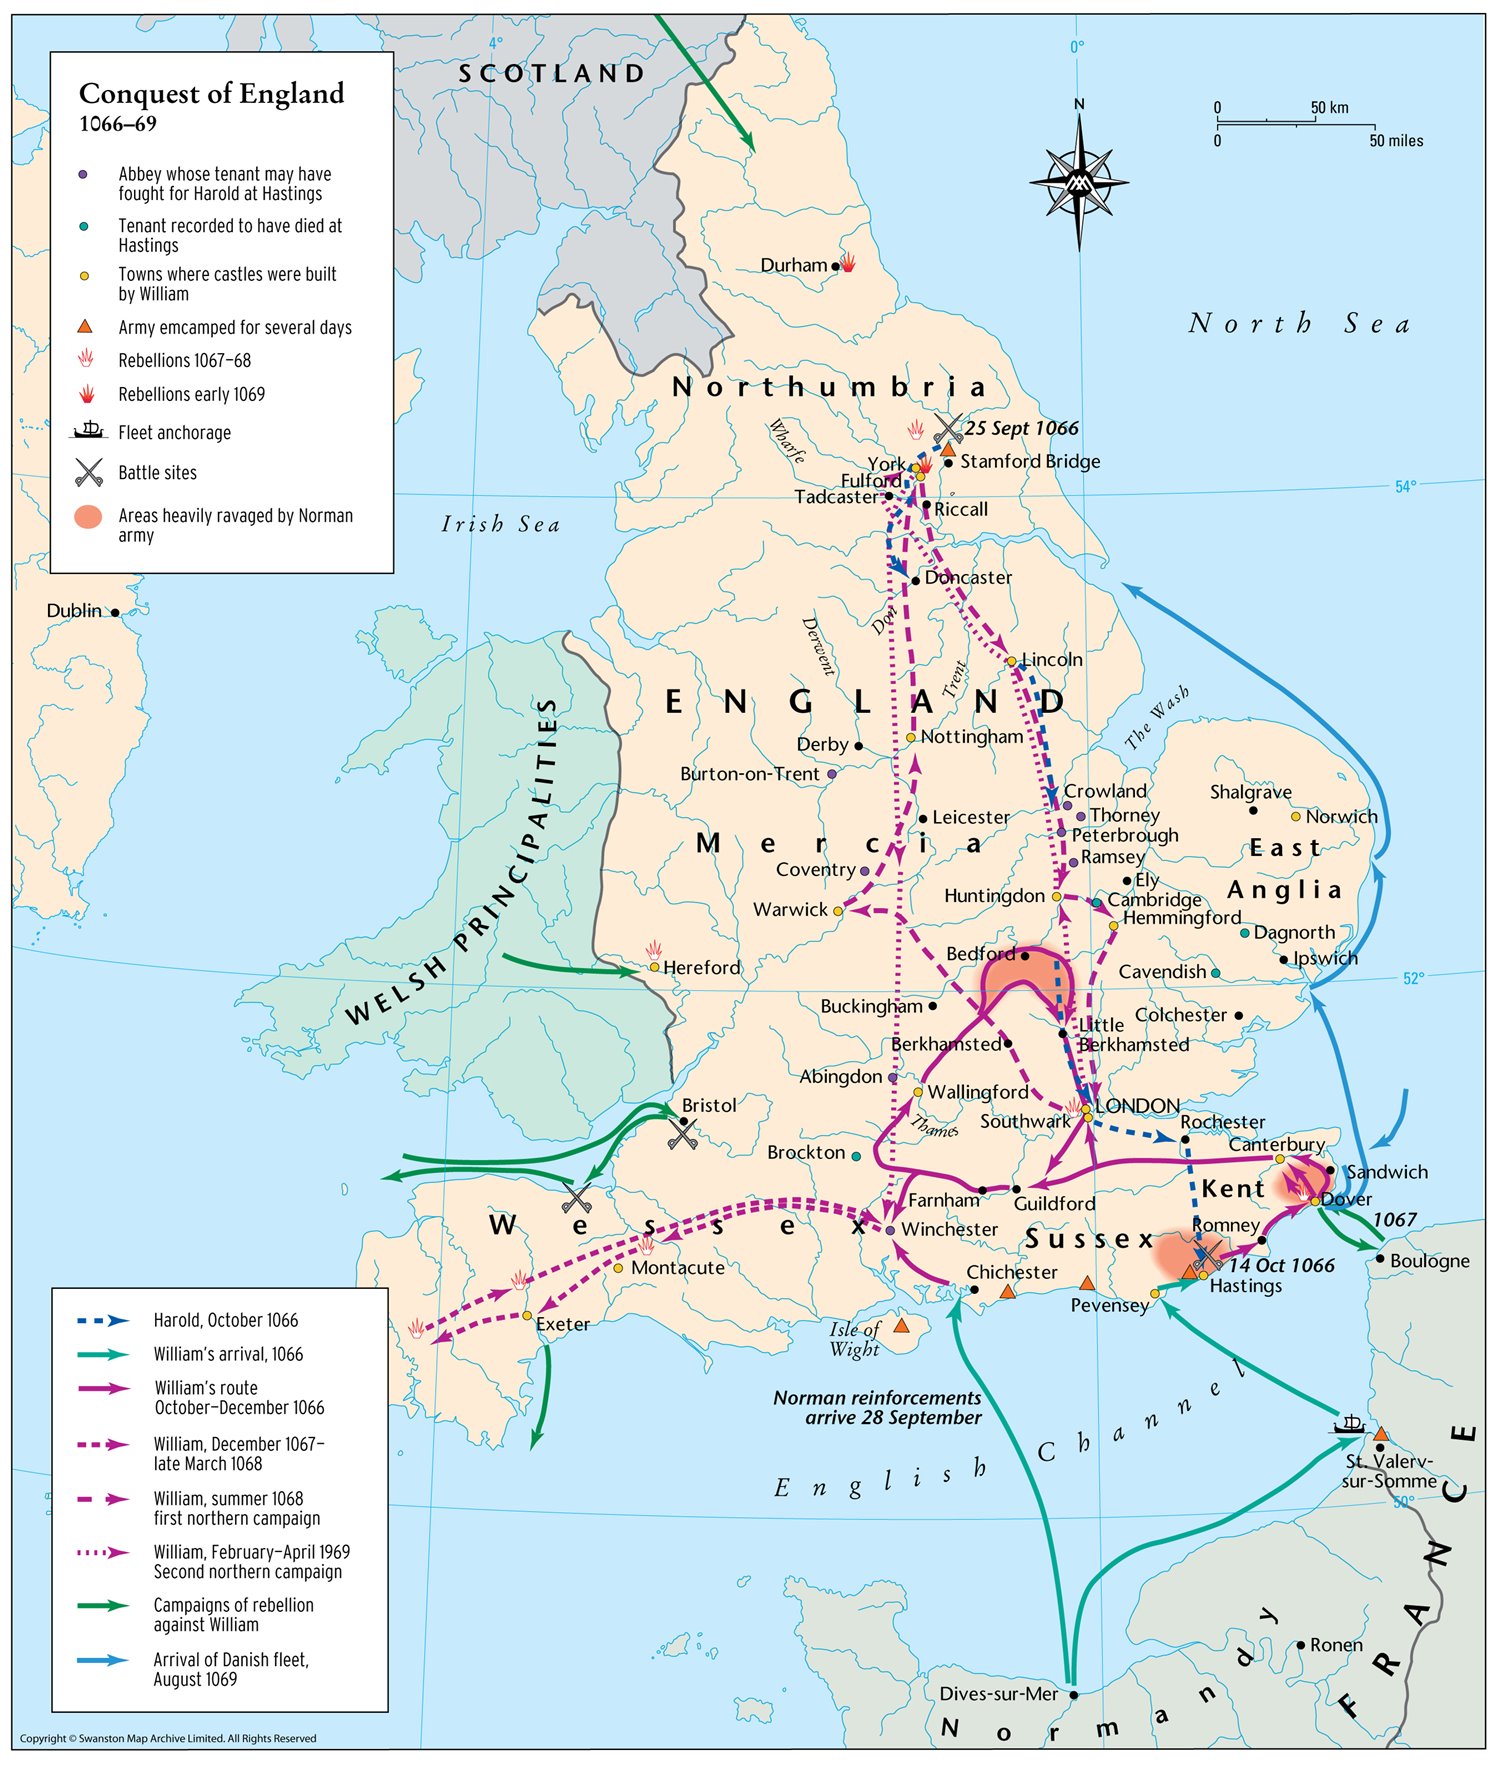 Conquest of England
1066–69
Abbey whose tenant may have
fought for Harold at Hastings
Tenant recorded to have died at
Hastings
Towns where castles were built
by William
Army emcamped for several days
Rebellions 1067–68
Rebellions early 1069
Fleet anchorage
Battle sites
Areas heavily ravaged by Norman
army
4°
0°
SCOTLAND
N
0 50 km
0 50 miles
Durham
North Sea
Northumbria
Wharfe
25 Sept 1066
York
Stamford Bridge
Fulford
Tadcaster
Riccall
54°
Irish Sea
Doncaster
Dublin
Don
Derwent
Trent
Lincoln
ENGLAND
The Wash
WELSH PRINCIPALITIES
Nottingham
Derby
Burton-on-Trent
Crowland
Shalgrave
Leicester
Thorney
Norwich
Peterbrough
Mercia
East
Anglia
Ramsey
Coventry
Ely
Huntingdon
Cambridge
Warwick
Hemmingford
Dagnorth
Bedford
Ipswich
Hereford
Cavendish
52°
Buckingham
Colchester
Little
Berkhamsted
Berkhamsted
Abingdon
Wallingford
Bristol
LONDON
Thames
Southwark
Rochester
Brockton
Canterbury
Sandwich
Kent
Dover
Farnham
Guildford
1067
Wessex
Winchester
Sussex
Romney
Boulogne
14 Oct 1066
Montacute
Chichester
Hastings
Pevensey
Exeter
Isle of
Wight
Norman reinforcements
arrive 28 September
English Channel
St. Valerv-
sur-Somme
50°
FRANCE
Ronen
Dives-sur-Mer
Normandy
Harold, October 1066
William's arrival, 1066
William's route
October–December 1066
William, December 1067–
late March 1068
William, summer 1068
first northern campaign
William, February–April 1969
Second northern campaign
Campaigns of rebellion
against William
Arrival of Danish fleet,
August 1069
Copyright © Swanston Map Archive Limited. All Rights Reserved